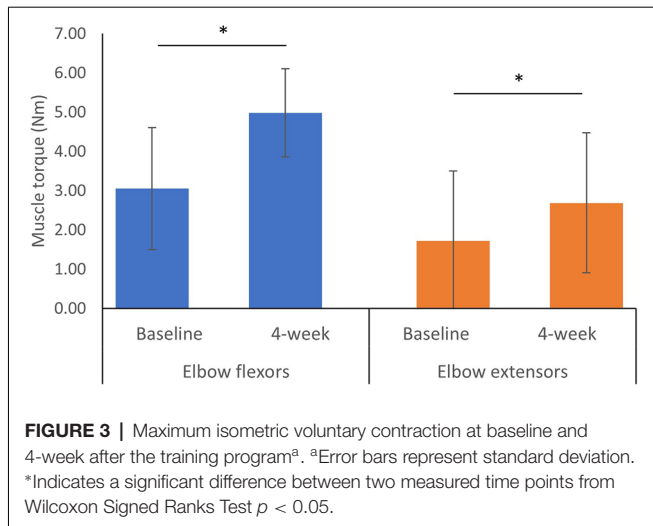 7.00
6.00
5.00
4.00
3.00
2.00
1.00
0.00
Muscle torque (Nm)
*
*
Baseline 4-week Baseline 4-week
Elbow flexors Elbow extensors
FIGURE 3 | Maximum isometric voluntary contraction at baseline and
4-week after the training programᵃ. ᵃError bars represent standard deviation.
*Indicates a significant difference between two measured time points from
Wilcoxon Signed Ranks Test p < 0.05.